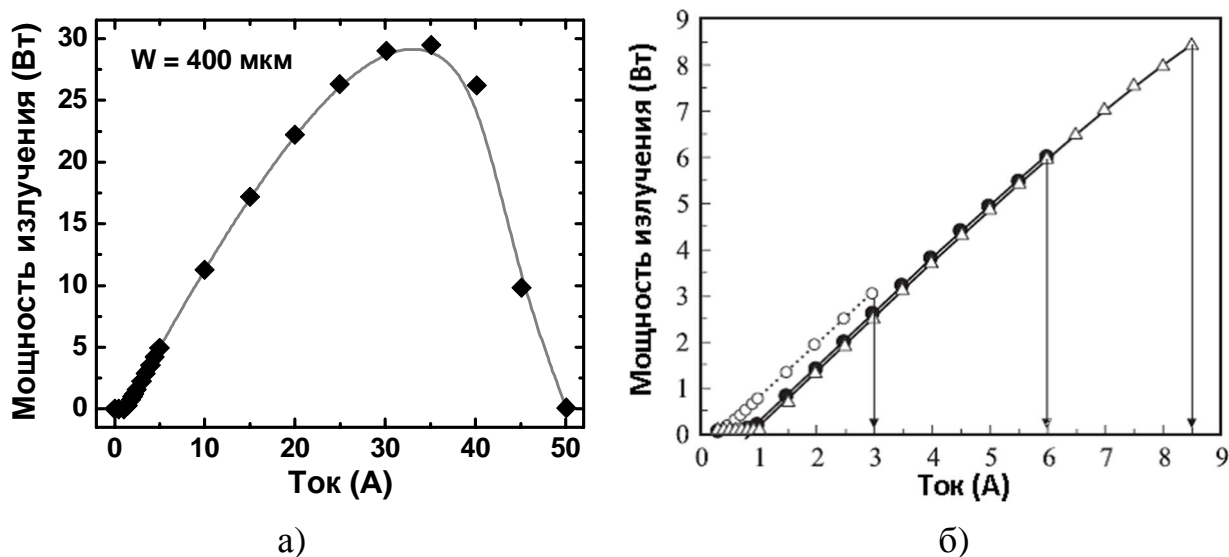 Мощность излучения (Вт)
30
25
20
15
10
5
0
W = 400 мкм
0 10 20 30 40 50
Ток (А)
а)
Мощность излучения (Вт)
9
8
7
6
5
4
3
2
1
0
0 1 2 3 4 5 6 7 8 9
Ток (А)
б)